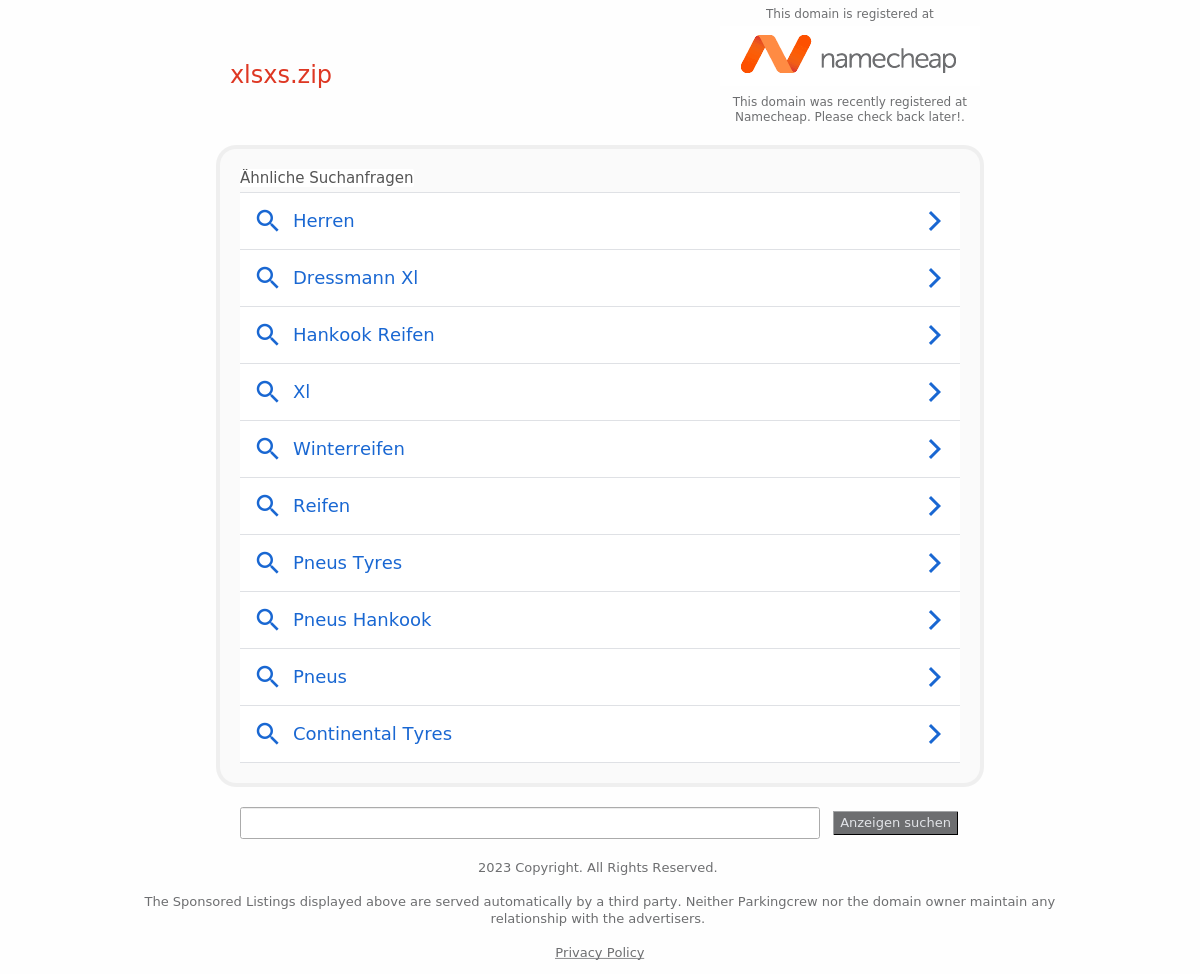 This domain is registered at
namecheap
xlsxs.zip
This domain was recently registered at
Namecheap. Please check back later!.
Ähnliche Suchanfragen
Herren
Dressmann Xl
Hankook Reifen
Xl
Winterreifen
Reifen
Pneus Tyres
Pneus Hankook
Pneus
Continental Tyres
Anzeigen suchen
2023 Copyright. All Rights Reserved.
The Sponsored Listings displayed above are served automatically by a third party. Neither Parkingcrew nor the domain owner maintain any
relationship with the advertisers.
Privacy Policy